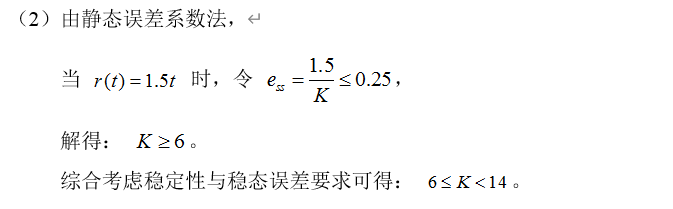 （2）由静态误差系数法，↵
当 r(t)=1.5t 时，令 e_ss = 1.5/K ≤ 0.25，
解得： K ≥ 6。
综合考虑稳定性与稳态误差要求可得： 6 ≤ K < 14。